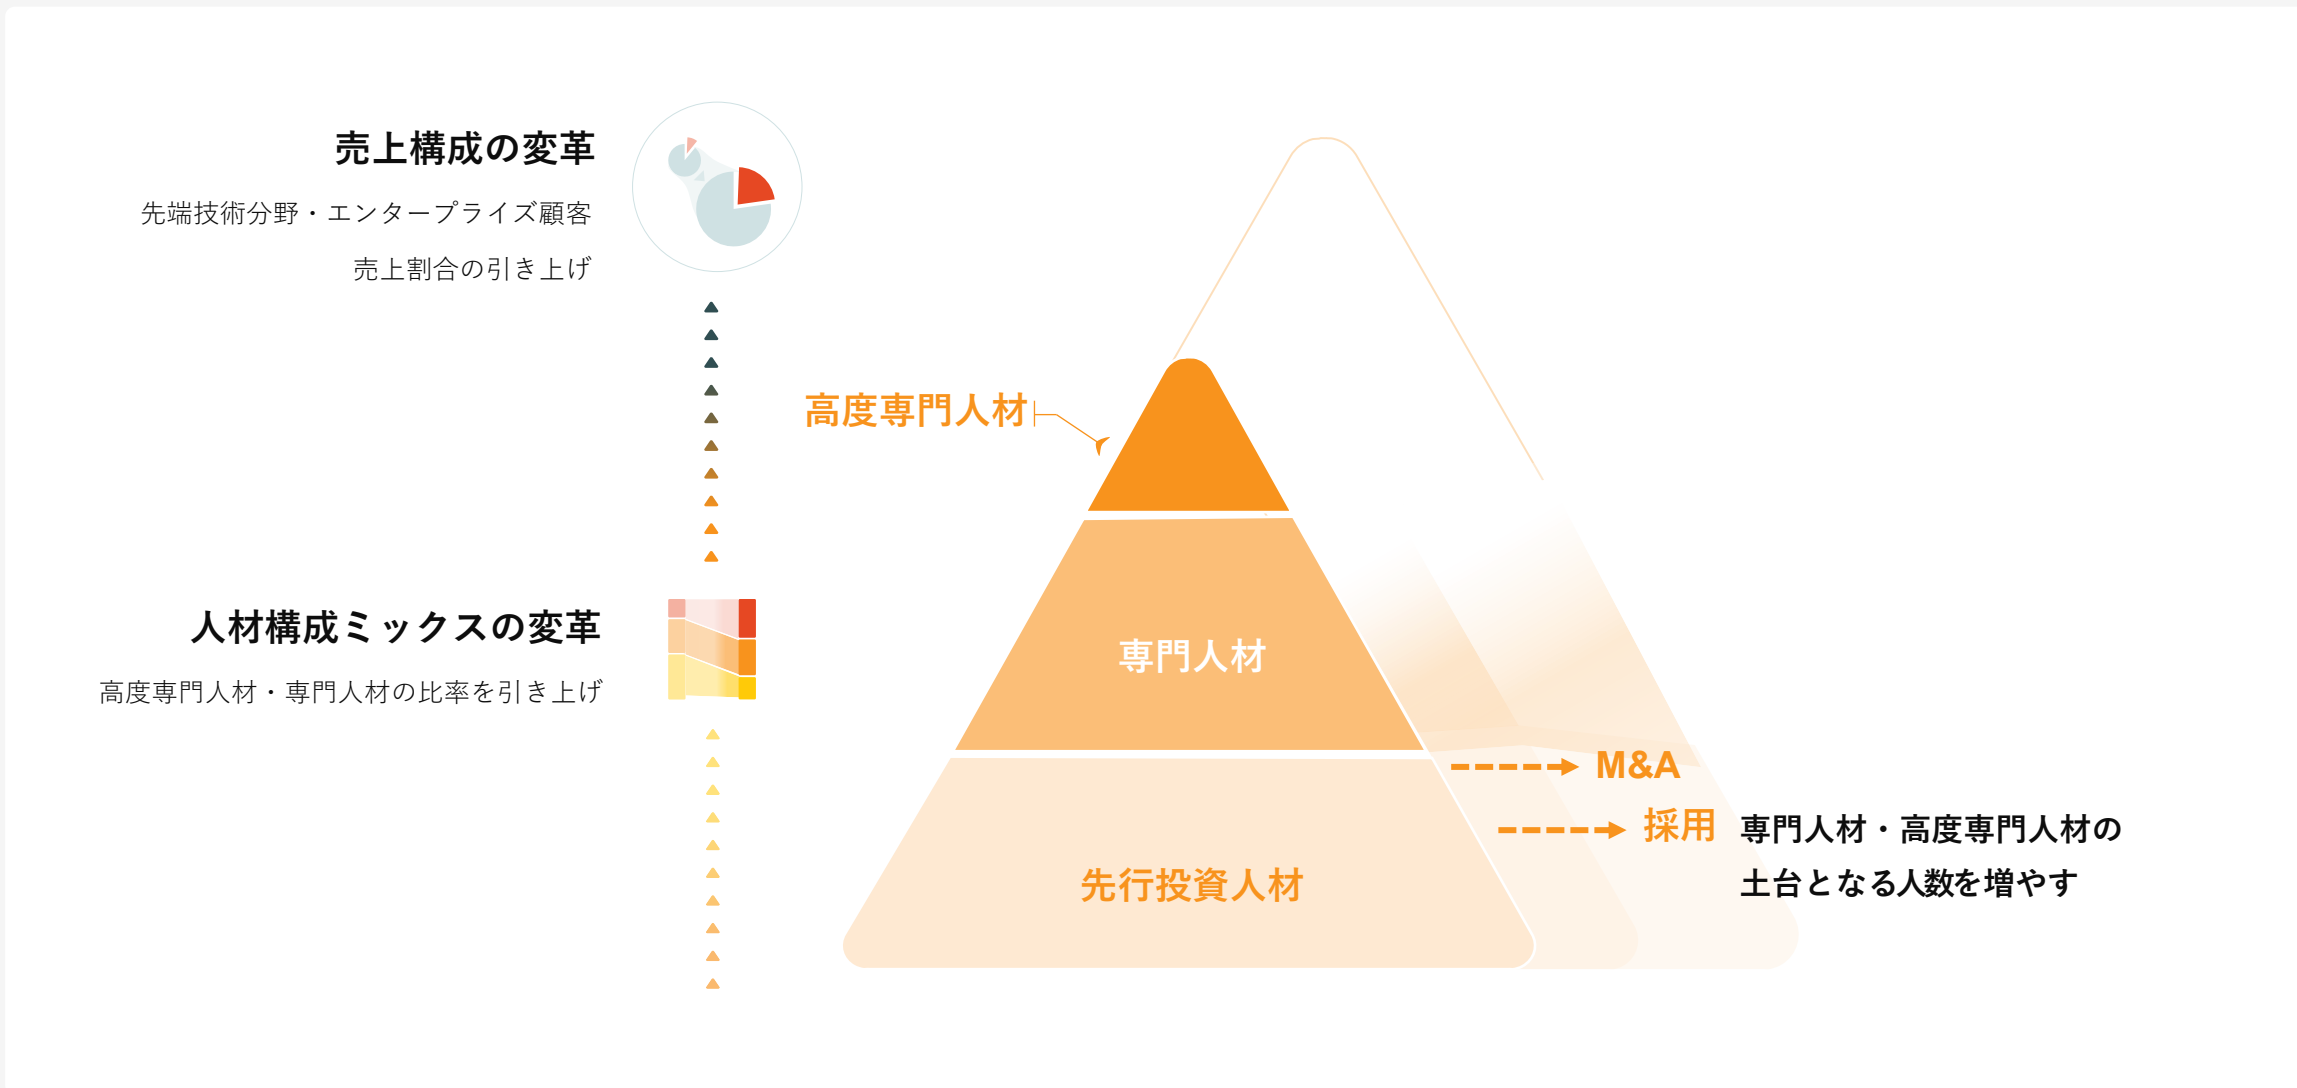 売上構成の変革
先端技術分野・エンタープライズ顧客
売上割合の引き上げ
高度専門人材
人材構成ミックスの変革
高度専門人材・専門人材の比率を引き上げ
専門人材
先行投資人材
M&A
採用
専門人材・高度専門人材の
土台となる人数を増やす